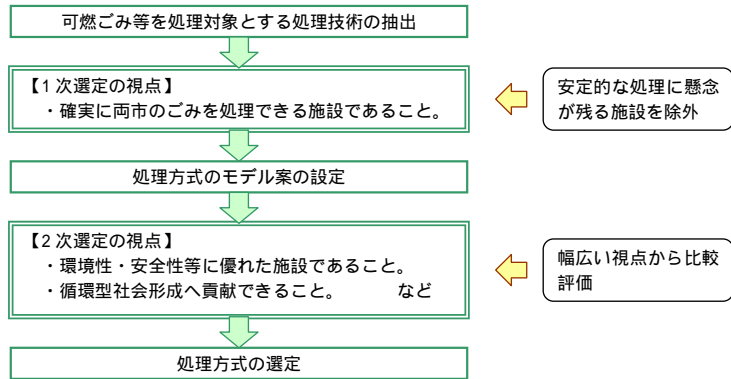 可燃ごみ等を処理対象とする処理技術の抽出
【1次選定の視点】
・確実に両市のごみを処理できる施設であること。
安定的な処理に懸念
が残る施設を除外
処理方式のモデル案の設定
【2次選定の視点】
・環境性・安全性等に優れた施設であること。
・循環型社会形成へ貢献できること。 など
幅広い視点から比較
評価
処理方式の選定